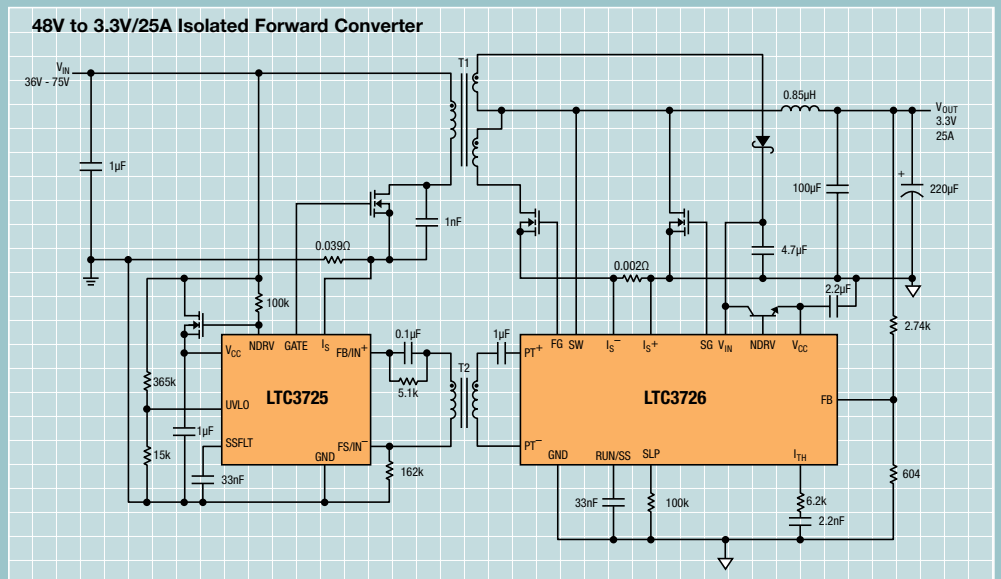 48V to 3.3V/25A Isolated Forward Converter
VIN
36V - 75V
T1
0.85µH
VOUT
3.3V
25A
1µF
100µF
+
220µF
1nF
4.7µF
0.039Ω
0.002Ω
2.2µF
100k
2.74k
0.1µF
1µF
VCC
NDRV
GATE
IS
FB/IN+
PT+
FG
SW
IS–
IS+
SG
VIN
NDRV
VCC
365k
5.1k
T2
LTC3725
LTC3726
FB
UVLO
1µF
SSFLT
FS/IN–
PT–
15k
GND
GND
RUN/SS
SLP
ITH
162k
604
33nF
33nF
100k
6.2k
2.2nF